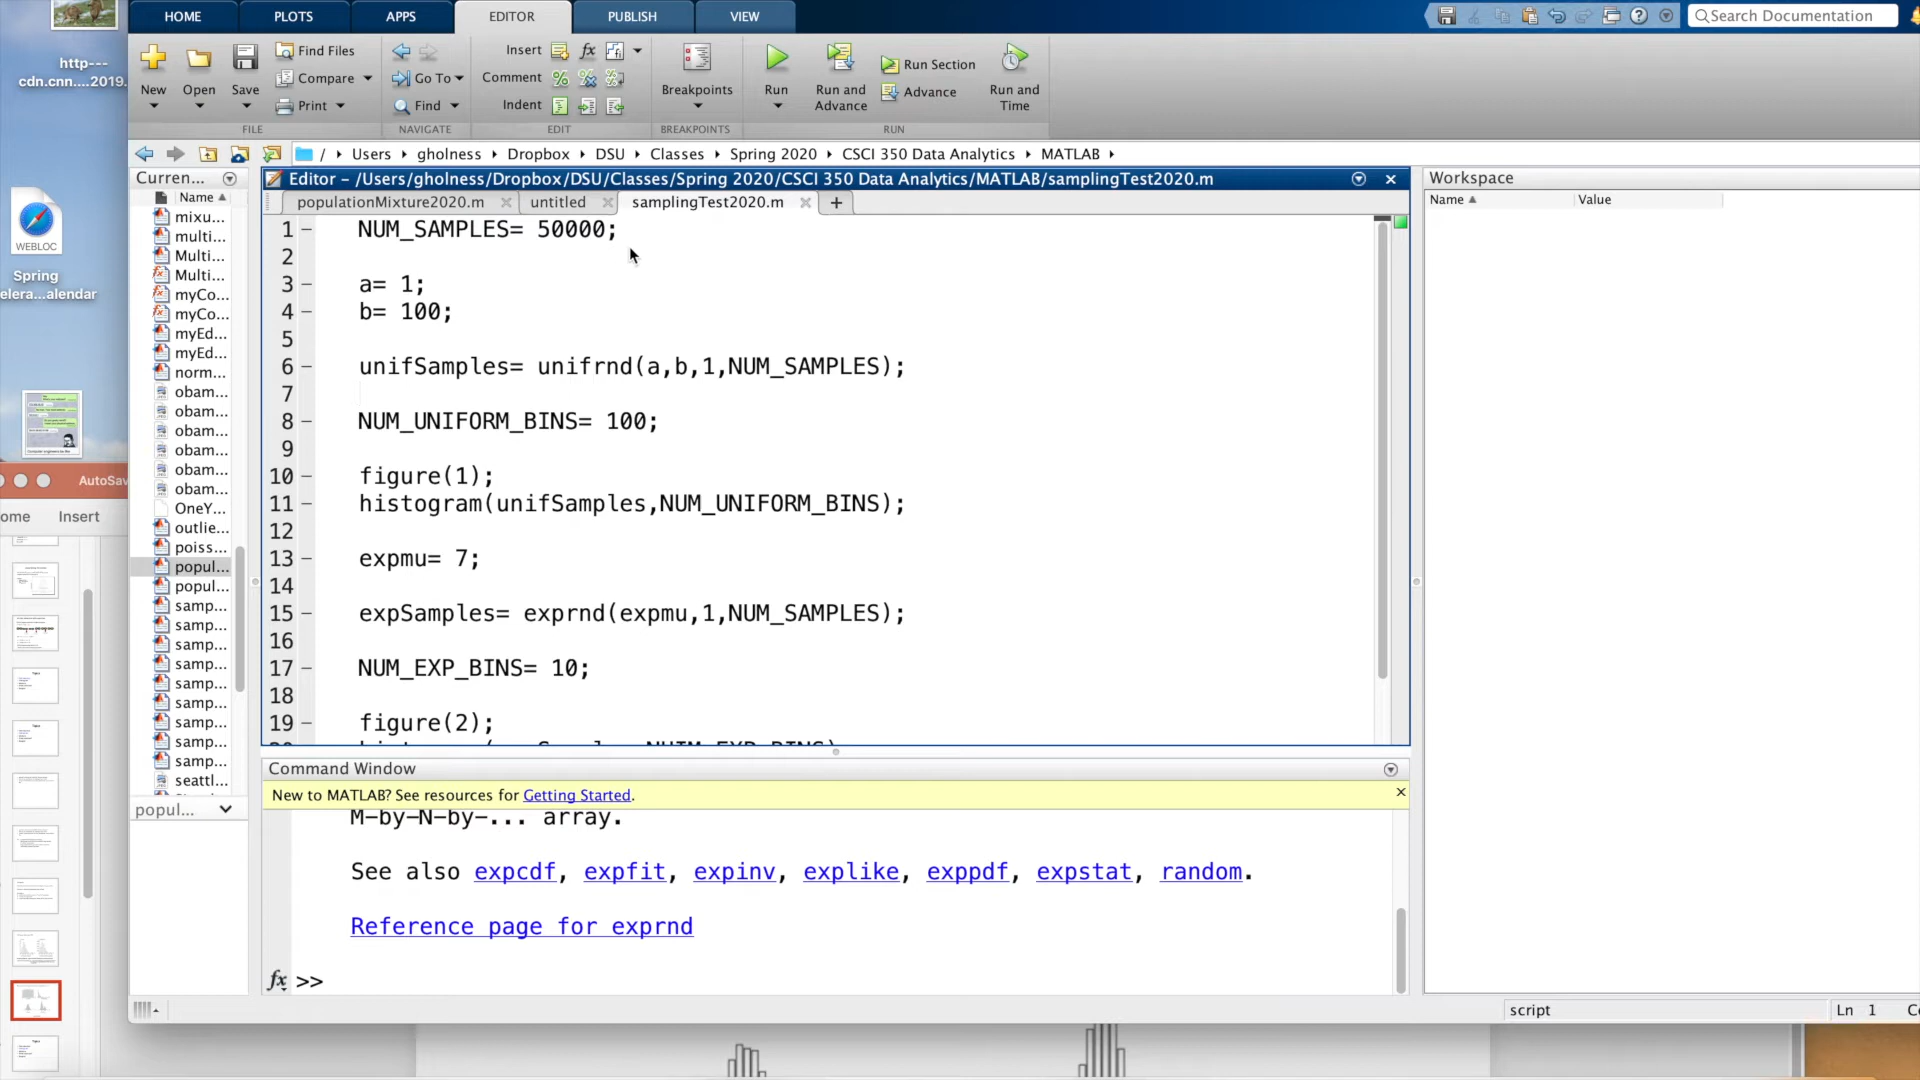 HOME PLOTS APPS EDITOR PUBLISH VIEW
Search Documentation
http---
cdn.cnn....2019.
New Open Save
Find Files
Compare
Print
FILE
Go To
Find
NAVIGATE
Insert
Comment
Indent
EDIT
Breakpoints
BREAKPOINTS
Run
Run and
Advance
Run Section
Advance
Run and
Time
RUN
/ Users gholness Dropbox DSU Classes Spring 2020 CSCI 350 Data Analytics MATLAB
Curren...
Name
mixu...
multi...
Multi...
Multi...
myCo...
myCo...
myEd...
myEd...
norm...
obam...
obam...
obam...
obam...
obam...
obam...
OneY...
outlie...
poiss...
popul...
popul...
samp...
samp...
samp...
samp...
samp...
samp...
samp...
samp...
samp...
seattl...
popul...
WEBLOC
Spring
elera...alendar
AutoSav
ome Insert
Editor - /Users/gholness/Dropbox/DSU/Classes/Spring 2020/CSCI 350 Data Analytics/MATLAB/samplingTest2020.m
populationMixture2020.m untitled samplingTest2020.m +
1 NUM_SAMPLES= 50000;
2
3 a= 1;
4 b= 100;
5
6 unifSamples= unifrnd(a,b,1,NUM_SAMPLES);
7
8 NUM_UNIFORM_BINS= 100;
9
10 figure(1);
11 histogram(unifSamples,NUM_UNIFORM_BINS);
12
13 expmu= 7;
14
15 expSamples= exprnd(expmu,1,NUM_SAMPLES);
16
17 NUM_EXP_BINS= 10;
18
19 figure(2);
Command Window
New to MATLAB? See resources for Getting Started.
M-by-N-by-... array.
See also expcdf, expfit, expinv, explike, exppdf, expstat, random.
Reference page for exprnd
fx >>
Workspace
Name Value
script Ln 1